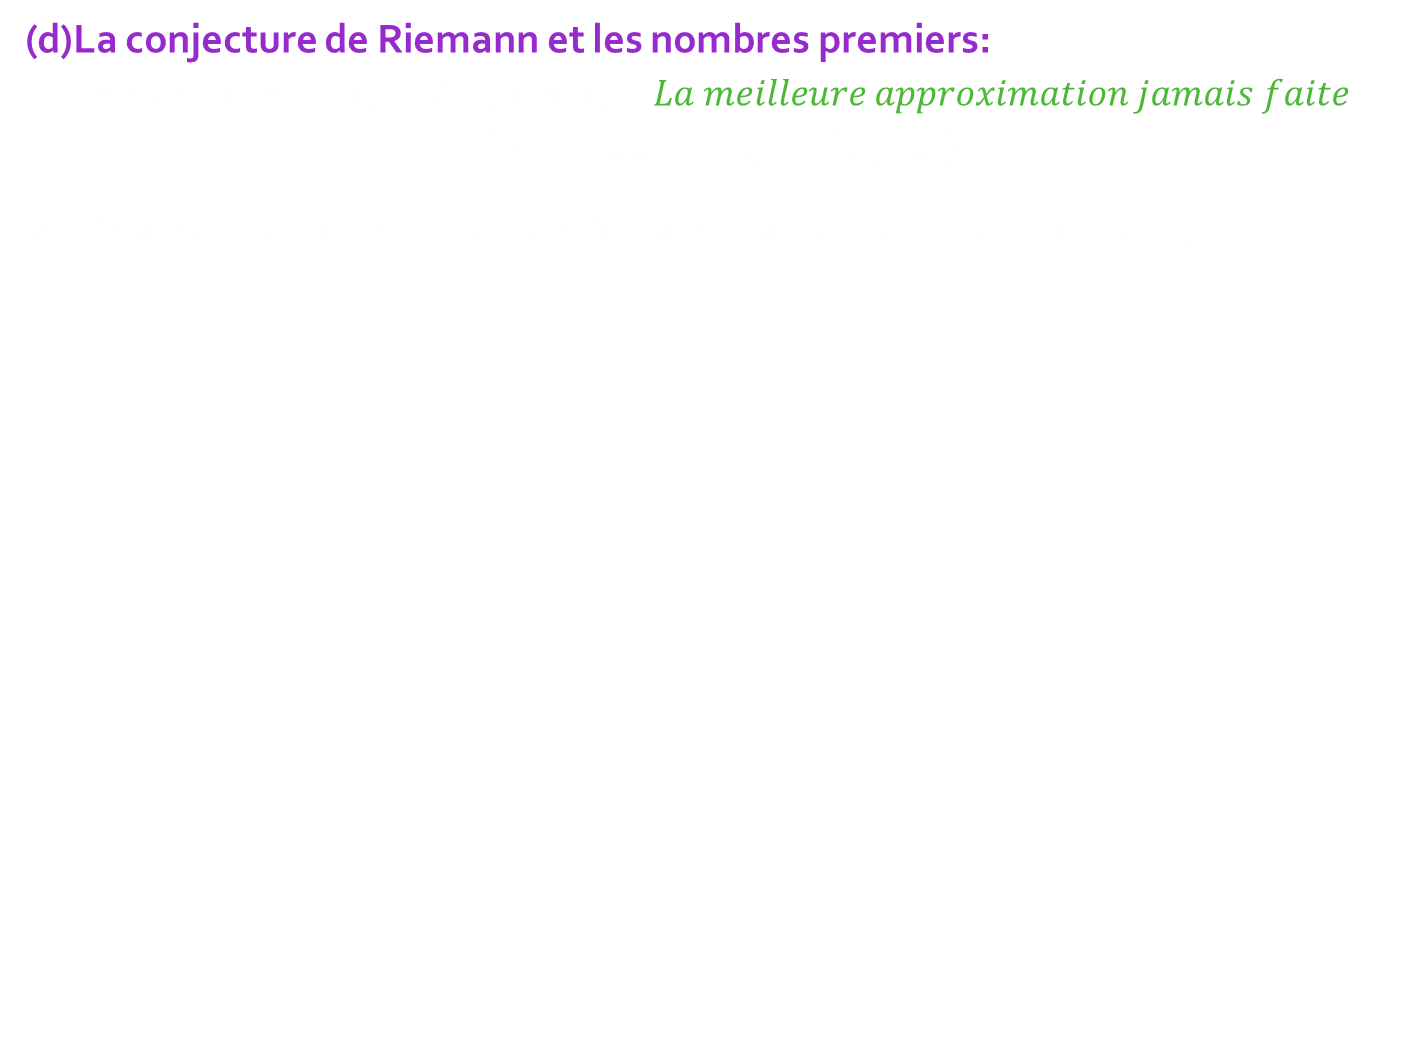 (d)La conjecture de Riemann et les nombres premiers:
La meilleure approximation jamais faite